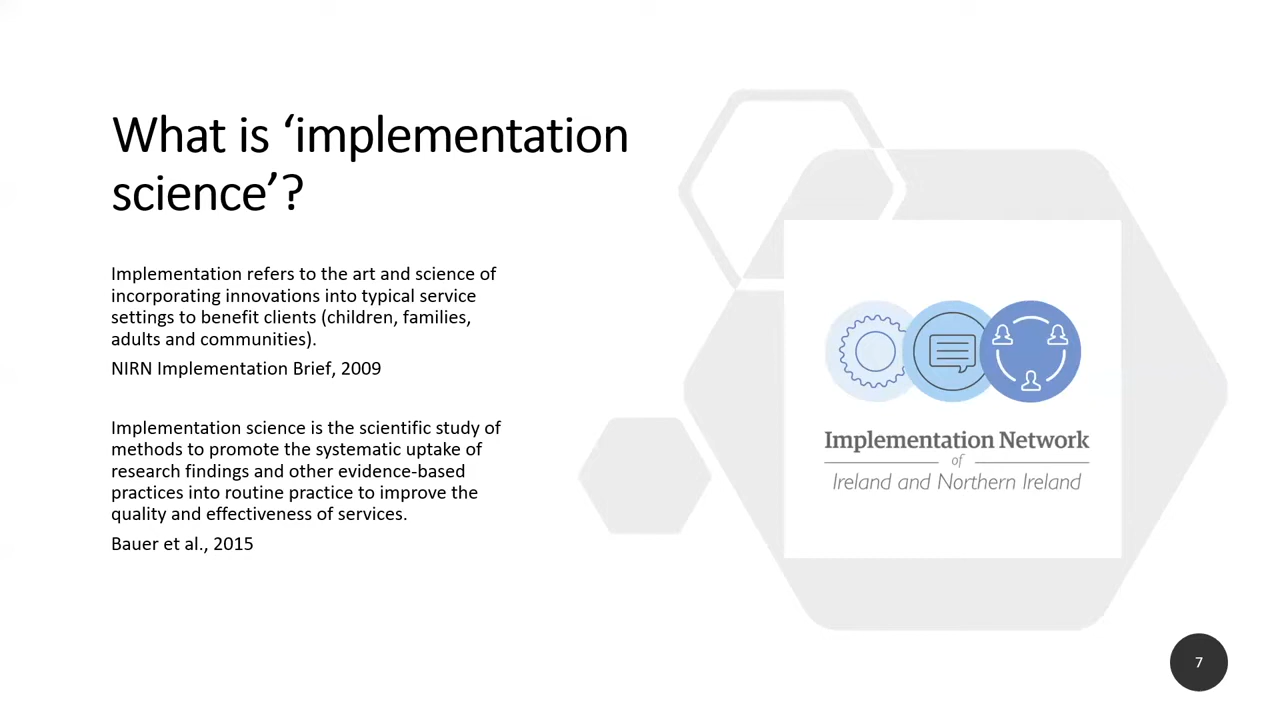 What is ‘implementation
science’?
Implementation refers to the art and science of
incorporating innovations into typical service
settings to benefit clients (children, families,
adults and communities).
NIRN Implementation Brief, 2009
Implementation science is the scientific study of
methods to promote the systematic uptake of
research findings and other evidence-based
practices into routine practice to improve the
quality and effectiveness of services.
Bauer et al., 2015
Implementation Network
of
Ireland and Northern Ireland
7